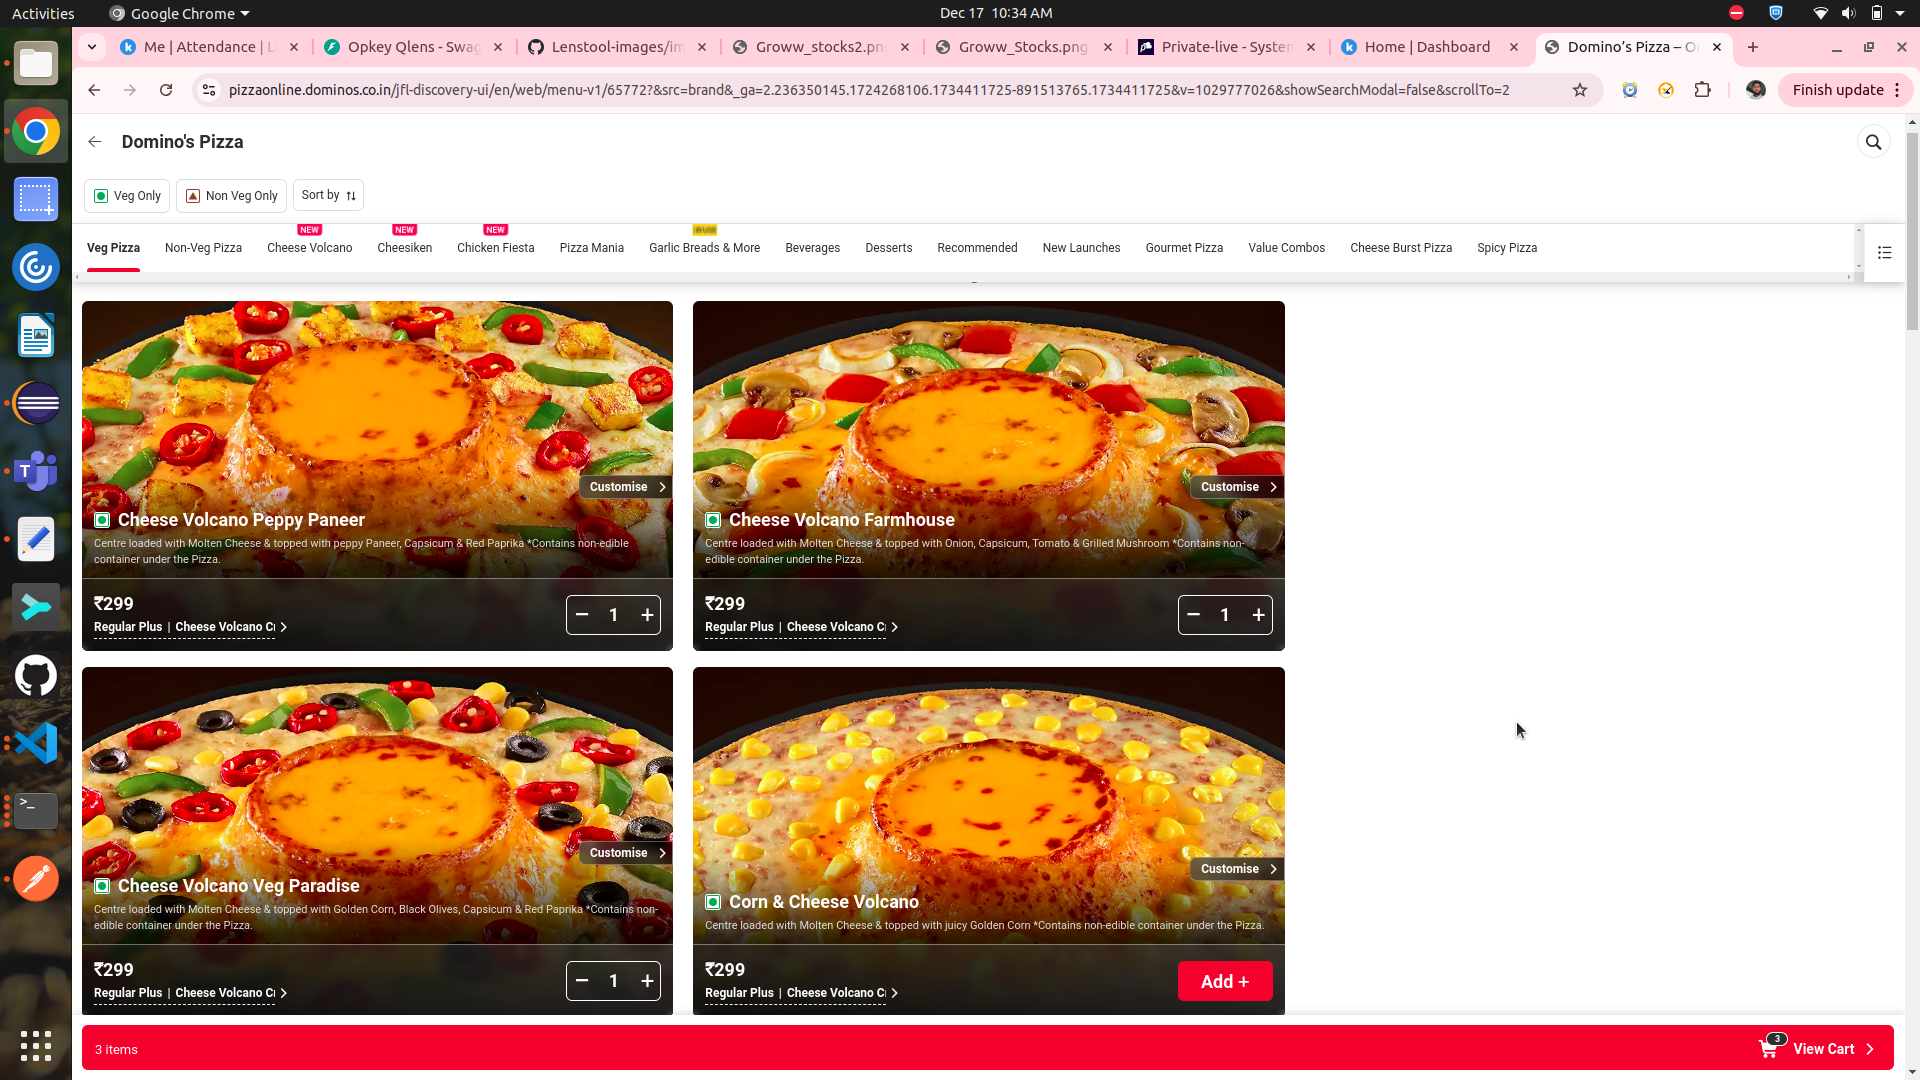 Activities
Google Chrome
Dec 17 10:34 AM
Me | Attendance | L
Opkey Qlens - Swag
Lenstool-images/im
Groww_stocks2.pn
Groww_Stocks.png
Private-live - System
Home | Dashboard
Domino's Pizza – O
pizzaonline.dominos.co.in/jfl-discovery-ui/en/web/menu-v1/65772?&src=brand&_ga=2.236350145.1724268106.1734411725-891513765.1734411725&v=1029777026&showSearchModal=false&scrollTo=2
Finish update
Domino's Pizza
Veg Only
Non Veg Only
Sort by
NEW
NEW
NEW
Veg Pizza
Non-Veg Pizza
Cheese Volcano
Cheesiken
Chicken Fiesta
Pizza Mania
Garlic Breads & More
Beverages
Desserts
Recommended
New Launches
Gourmet Pizza
Value Combos
Cheese Burst Pizza
Spicy Pizza
Customise
Cheese Volcano Peppy Paneer
Centre loaded with Molten Cheese & topped with peppy Paneer, Capsicum & Red Paprika *Contains non-edible
container under the Pizza.
₹299
Regular Plus | Cheese Volcano C
− 1 +
Customise
Cheese Volcano Farmhouse
Centre loaded with Molten Cheese & topped with Onion, Capsicum, Tomato & Grilled Mushroom *Contains non-
edible container under the Pizza.
₹299
Regular Plus | Cheese Volcano C
− 1 +
Customise
Cheese Volcano Veg Paradise
Centre loaded with Molten Cheese & topped with Golden Corn, Black Olives, Capsicum & Red Paprika *Contains non-
edible container under the Pizza.
₹299
Regular Plus | Cheese Volcano C
− 1 +
Customise
Corn & Cheese Volcano
Centre loaded with Molten Cheese & topped with juicy Golden Corn *Contains non-edible container under the Pizza.
₹299
Regular Plus | Cheese Volcano C
Add +
3 items
3
View Cart